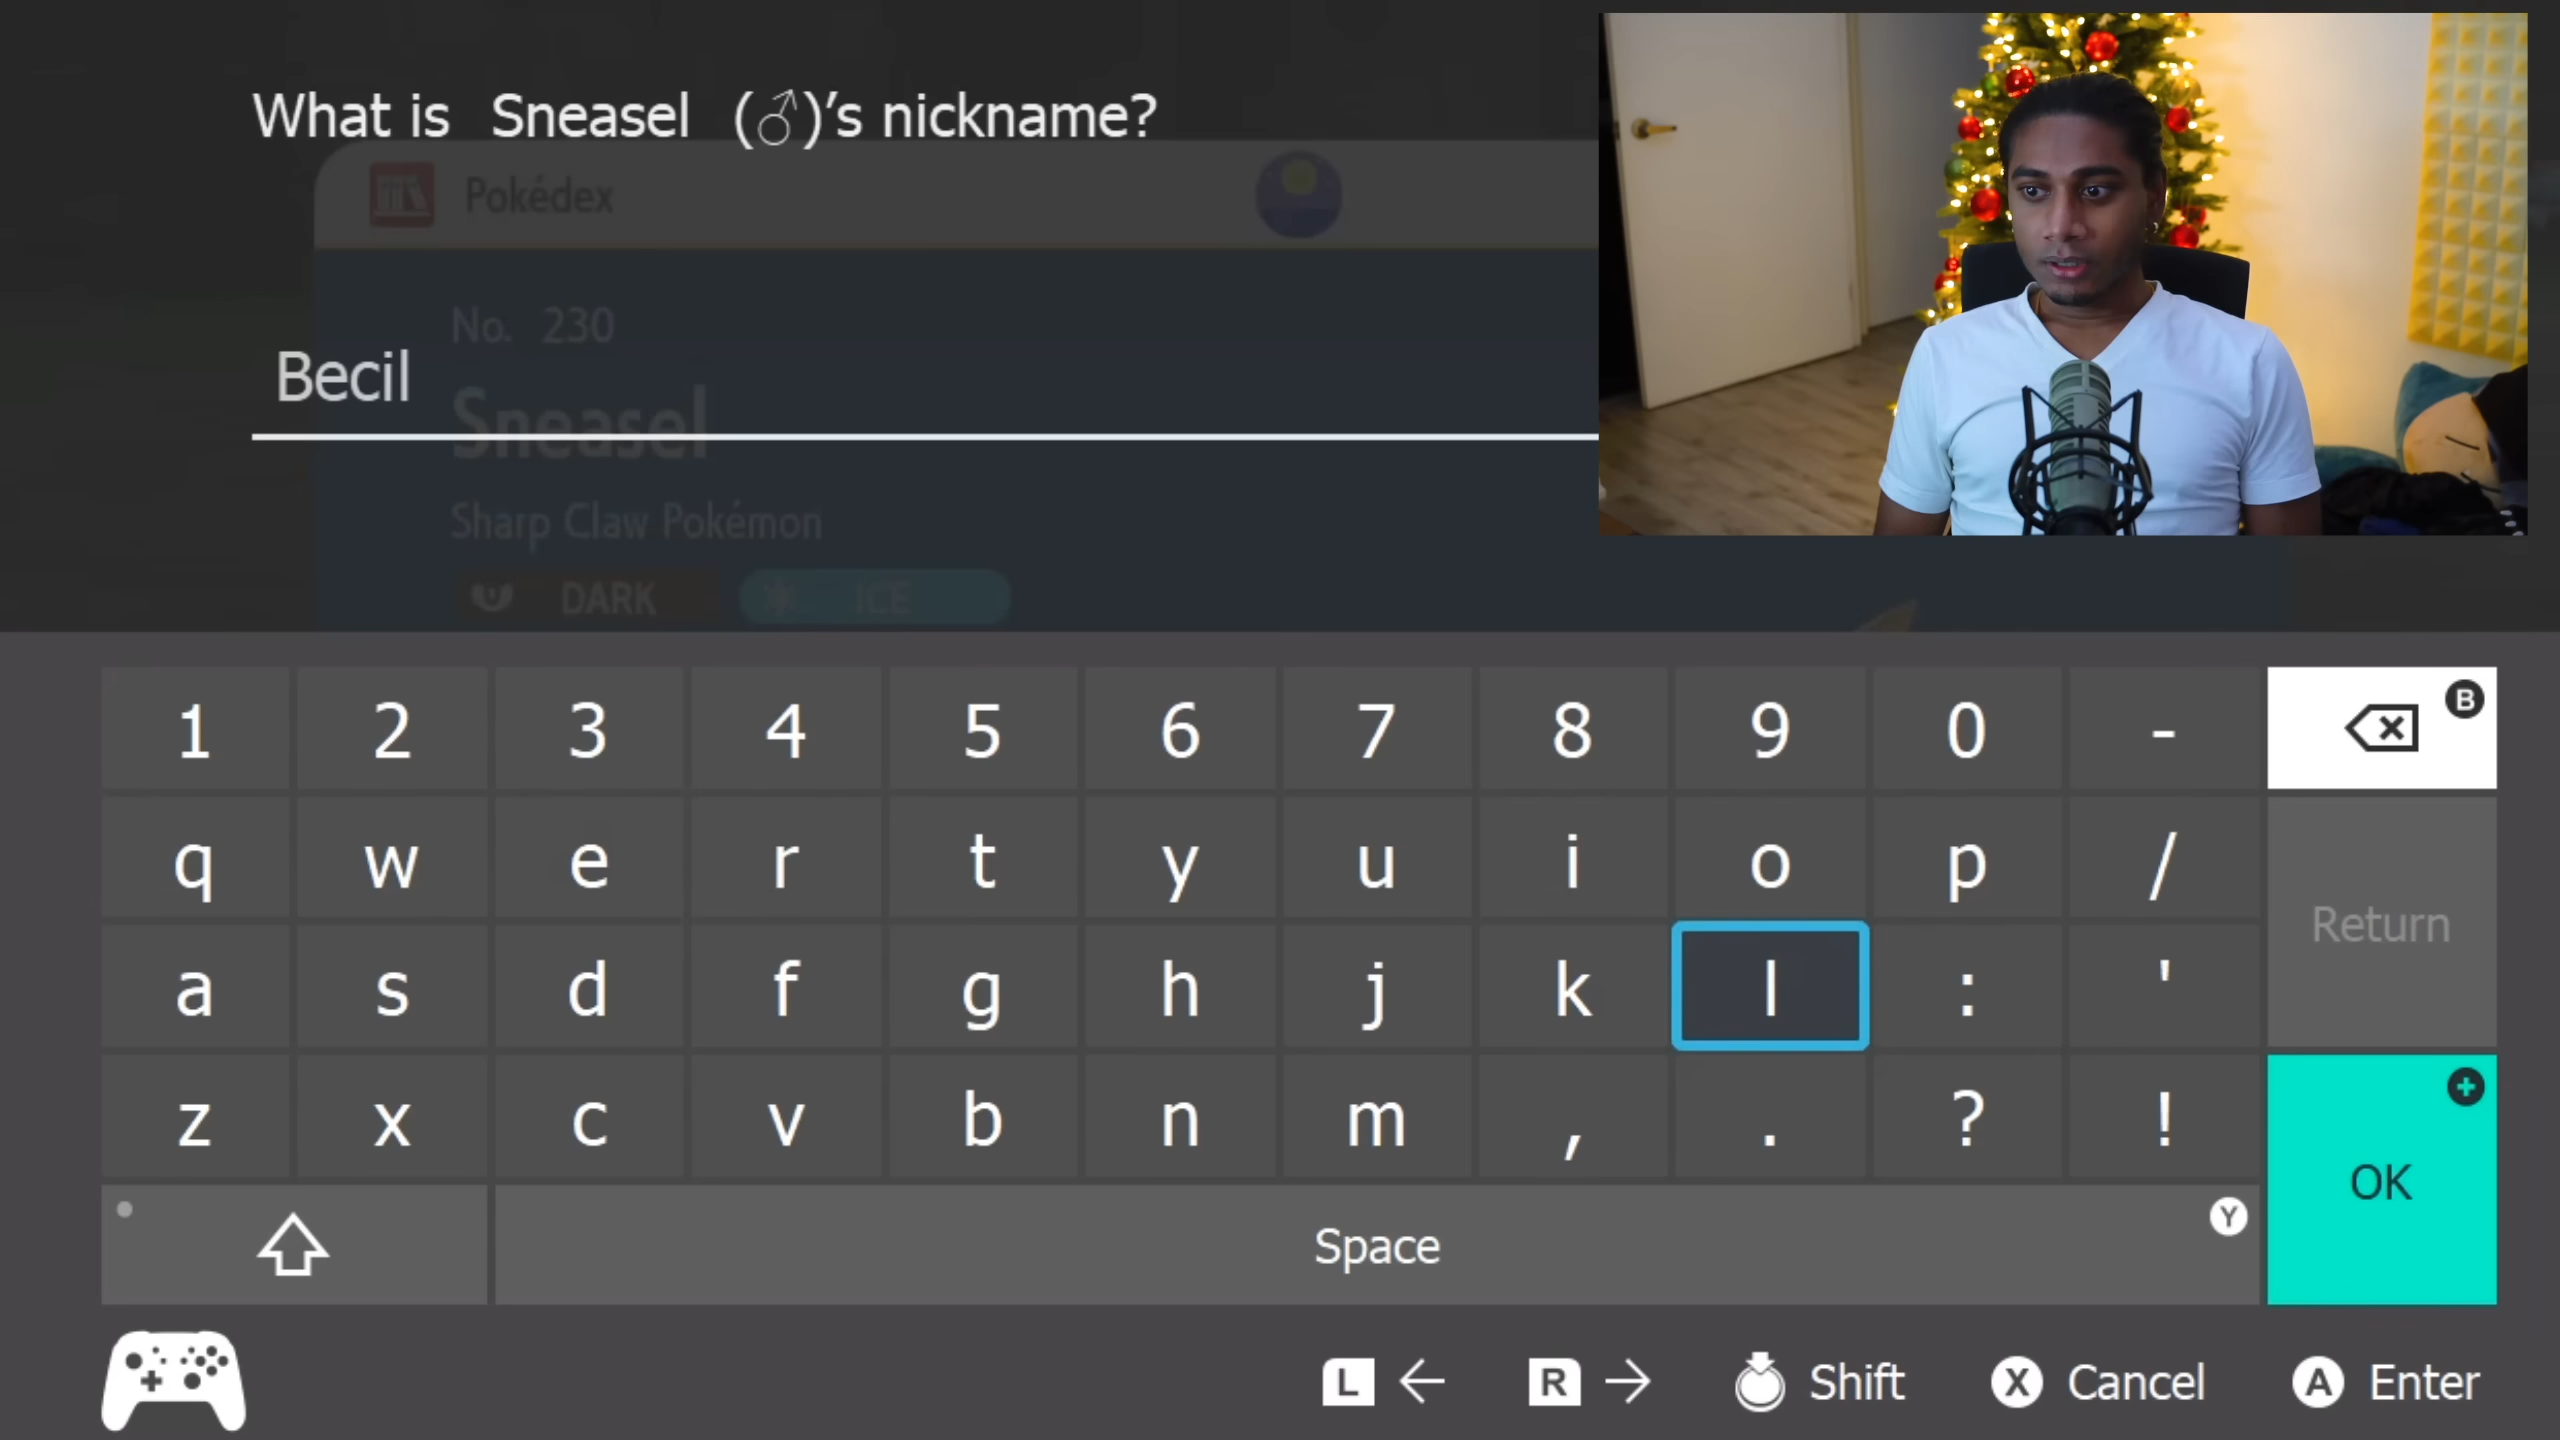 What is Sneasel (♂)’s nickname?
Pokédex
No. 230
Becil
Sneasel
Sharp Claw Pokémon
DARK ICE
1 2 3 4 5 6 7 8 9 0 - B
q w e r t y u i o p /
Return
a s d f g h j k l : '
z x c v b n m , . ? !
+
OK
Space Y
L ← R → Shift X Cancel A Enter